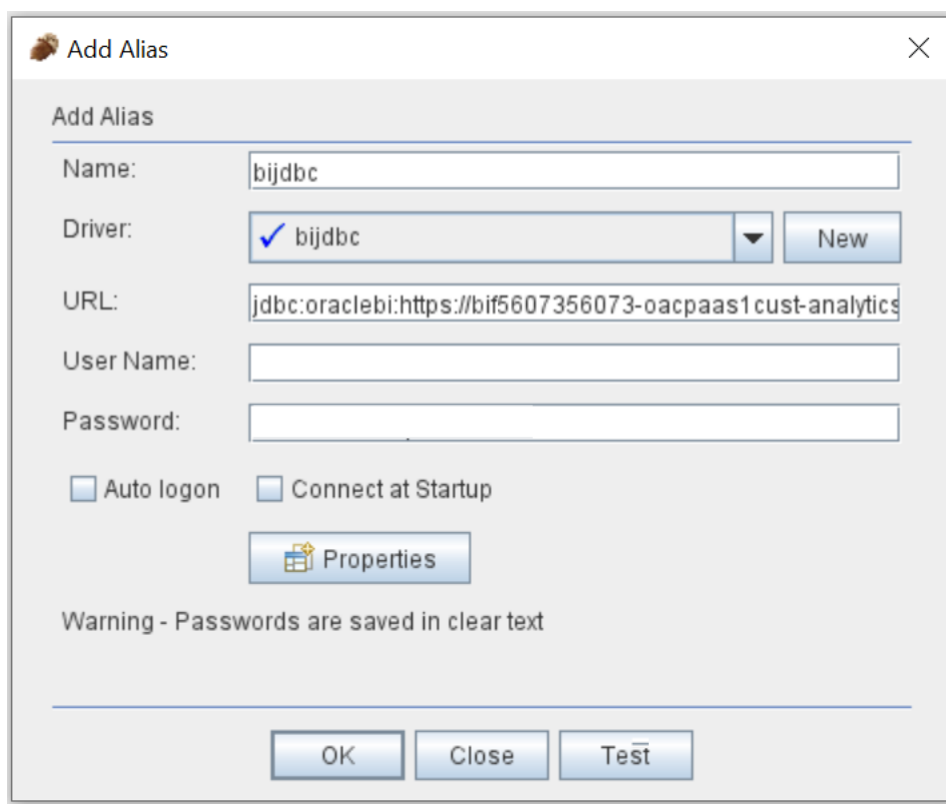 Add Alias
Add Alias
Name: bijdbc
Driver: bijdbc New
URL: jdbc:oraclebi:https://bif5607356073-oacpaas1cust-analytics
User Name:
Password:
Auto logon Connect at Startup
Properties
Warning - Passwords are saved in clear text
OK Close Test